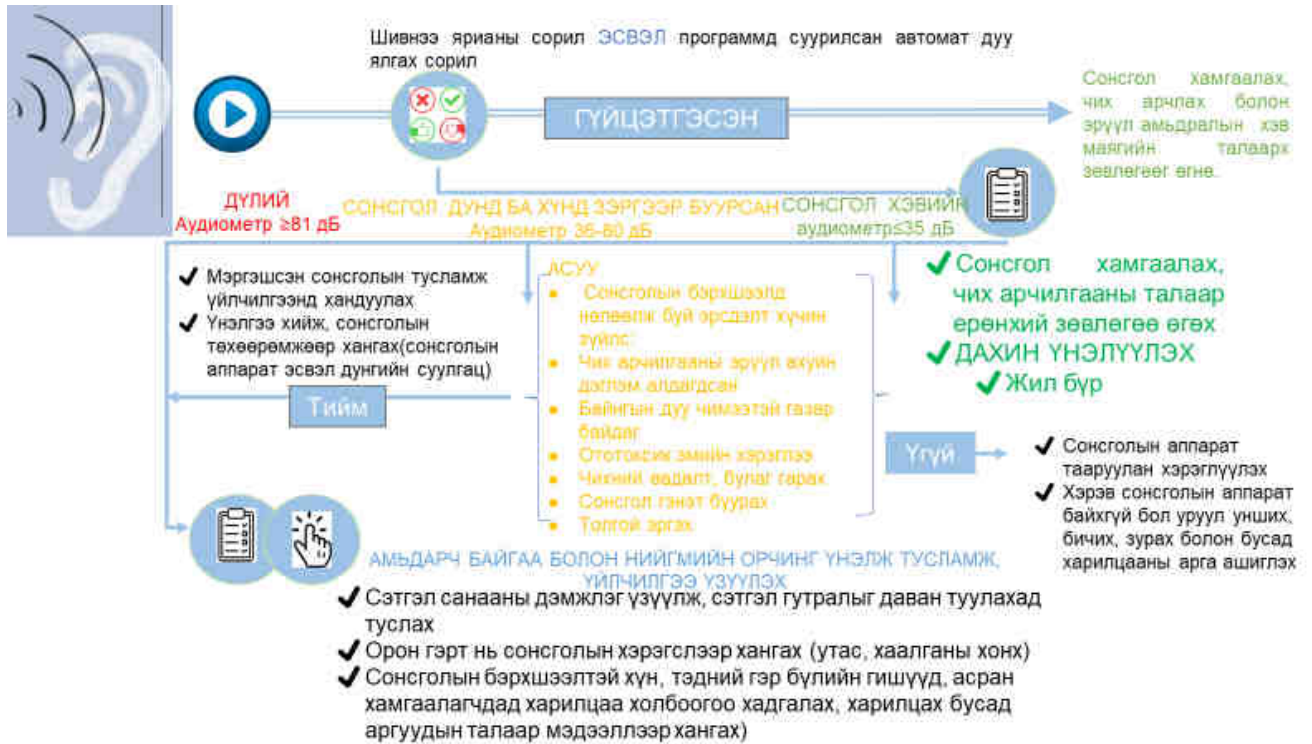 Шивнээ ярианы сорил ЭСВЭЛ программд суурилсан автомат дуу
ялгах сорил
ГҮЙЦЭТГЭСЭН
Сонсгол хамгаалах,
чих арчлах болон
эрүүл амьдралын хэв
маягийн талаарх
зөвлөгөөг өгнө.
ДҮЛИЙ
Аудиометр ≥81 дБ
СОНСГОЛ ДУНД БА ХҮНД ЗЭРГЭЭР БУУРСАН
Аудиометр 36-80 дБ
СОНСГОЛ ХЭВИЙН
аудиометр≤35 дБ
✔ Мэргэшсэн сонсголын тусламж
үйлчилгээнд хандуулах
✔ Үнэлгээ хийж, сонсголын
төхөөрөмжөөр хангах(сонсголын
аппарат эсвэл дунгийн суулгац)
АСУУ
• Сонсголын бэрхшээлд
нөлөөлж буй эрсдэлт хүчин
зүйлс:
• Чих арчилгааны эрүүл ахуйн
дэглэм алдагдсан
• Байнгын дуу чимээтэй газар
байдаг
• Ототоксик эмийн хэрэглээ
• Чихний өвдөлт, булаг гарах
• Сонсгол гэнэт буурах
• Толгой эргэх
✔ Сонсгол хамгаалах,
чих арчилгааны талаар
ерөнхий зөвлөгөө өгөх
✔ ДАХИН ҮНЭЛҮҮЛЭХ
✔ Жил бүр
Тийм
Үгүй
✔ Сонсголын аппарат
тааруулан хэрэглүүлэх
✔ Хэрэв сонсголын аппарат
байхгүй бол уруул унших,
бичих, зурах болон бусад
харилцааны арга ашиглах
АМЬДАРЧ БАЙГАА БОЛОН НИЙГМИЙН ОРЧИНГ ҮНЭЛЖ ТУСЛАМЖ,
ҮЙЛЧИЛГЭЭ ҮЗҮҮЛЭХ
✔ Сэтгэл санааны дэмжлэг үзүүлж, сэтгэл гутралыг даван туулахад
туслах
✔ Орон гэрт нь сонсголын хэрэгслээр хангах (утас, хаалганы хонх)
✔ Сонсголын бэрхшээлтэй хүн, тэдний гэр бүлийн гишүүд, асран
хамгаалагчдад харилцаа холбоогоо хадгалах, харилцах бусад
аргуудын талаар мэдээллээр хангах)